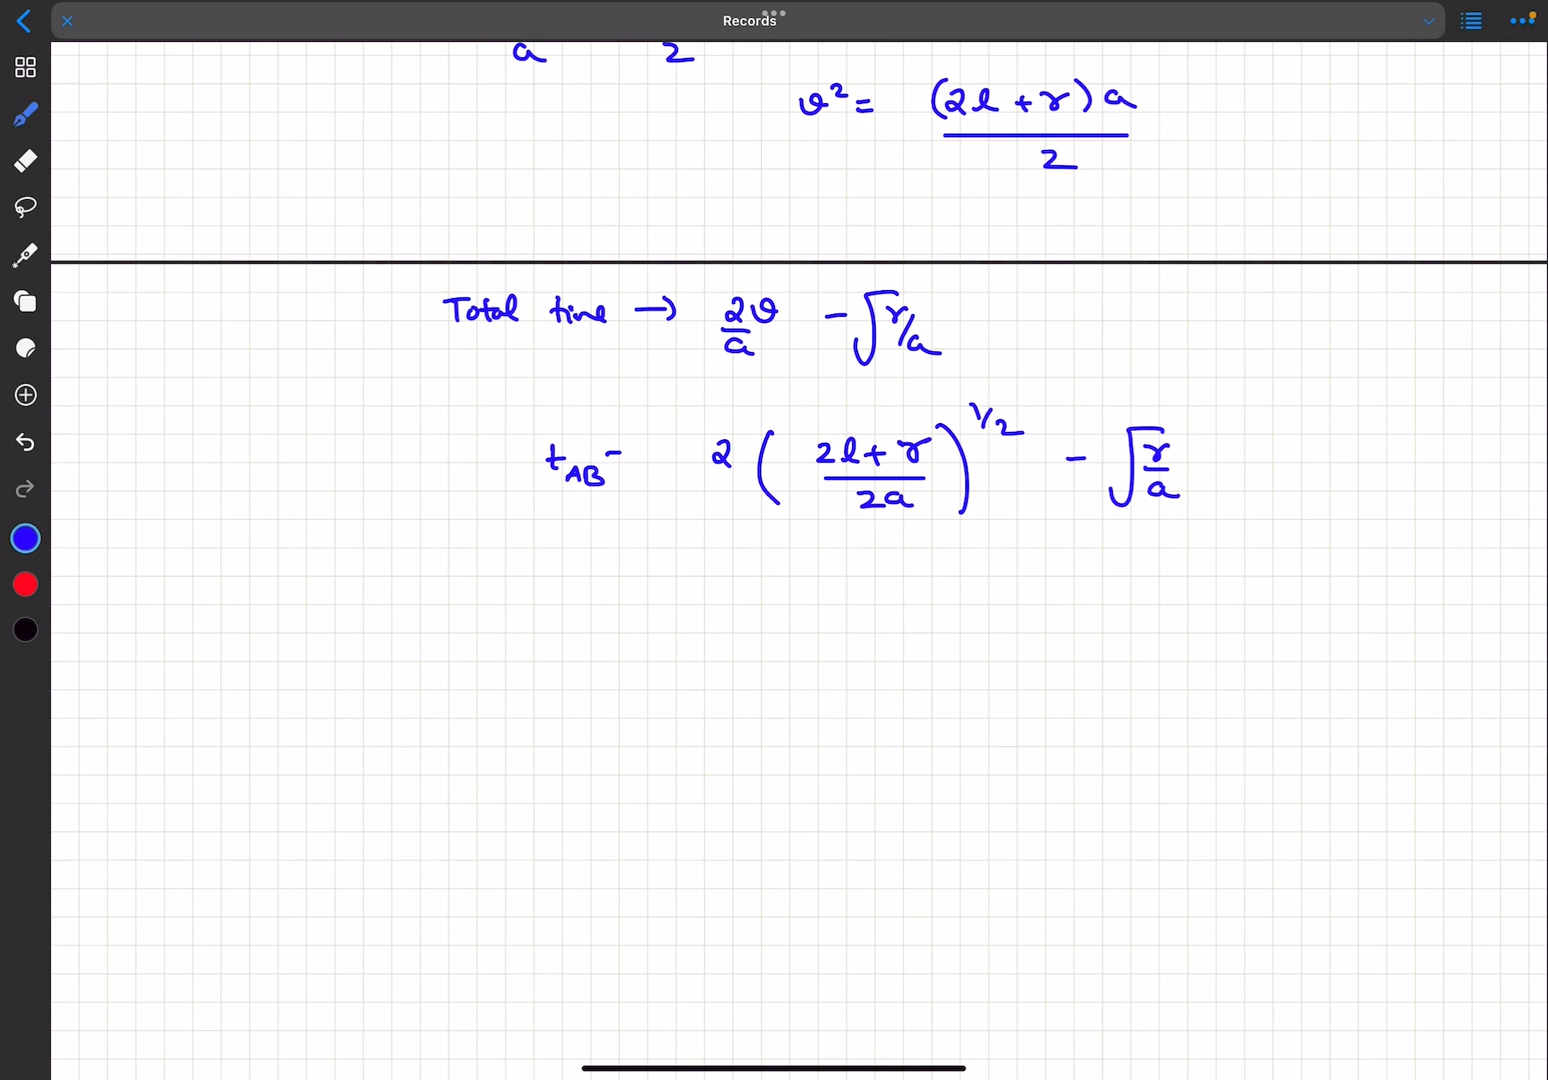 Records
a 2
v² = (2l + r) a / 2
Total time → 2v/a - √r/a
t_AB - 2 ( (2l + r) / 2a )^1/2 - √r/a